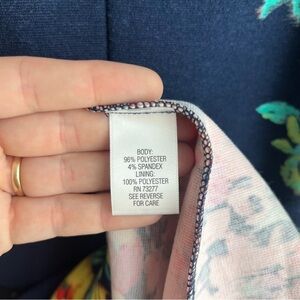 BODY:
96% POLYESTER
4% SPANDEX
LINING:
100% POLYESTER
RN 73277
SEE REVERSE
FOR CARE